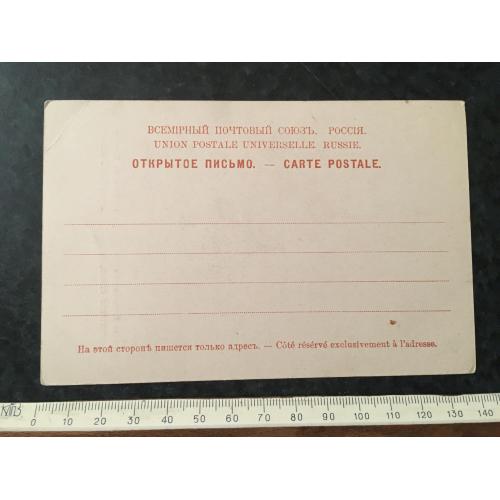 ВСЕМІРНЫЙ ПОЧТОВЫЙ СОЮЗЪ. РОССІЯ.
UNION POSTALE UNIVERSELLE. RUSSIE.
ОТКРЫТОЕ ПИСЬМО. — CARTE POSTALE.
На этой сторонѣ пишется только адресъ. — Côté résérvé exclusivement à l'adresse.
0 10 20 30 40 50 60 70 80 90 100 110 120 130 140